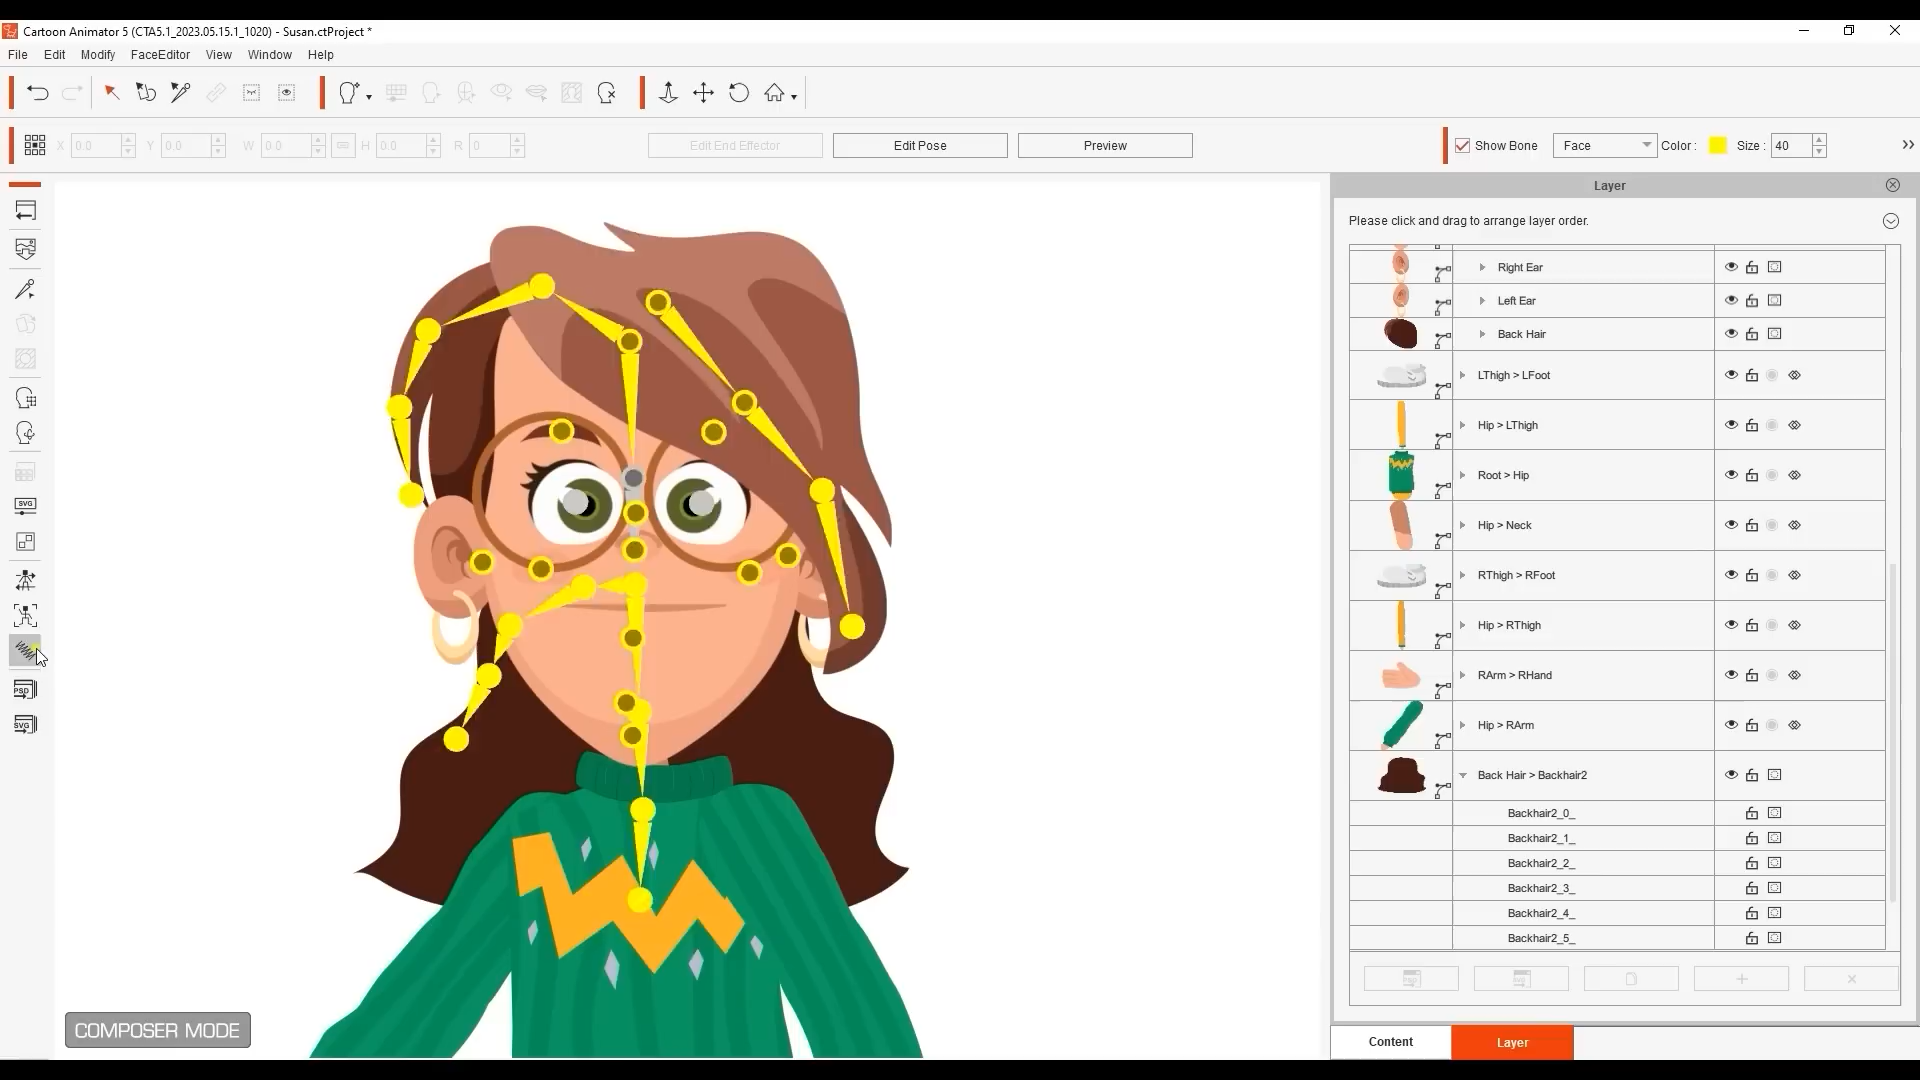 Cartoon Animator 5 (CTA5.1_2023.05.15.1_1020) - Susan.ctProject *
File Edit Modify FaceEditor View Window Help
X 0.0 Y 0.0 W 0.0 H 0.0 R 0 Edit End Effector Edit Pose Preview Show Bone Face Color : Size : 40
Layer
Please click and drag to arrange layer order.
Right Ear
Left Ear
Back Hair
LThigh > LFoot
Hip > LThigh
Root > Hip
Hip > Neck
RThigh > RFoot
Hip > RThigh
RArm > RHand
Hip > RArm
Back Hair > Backhair2
Backhair2_0_
Backhair2_1_
Backhair2_2_
Backhair2_3_
Backhair2_4_
Backhair2_5_
SVG
PSD
SVG
COMPOSER MODE
Content Layer